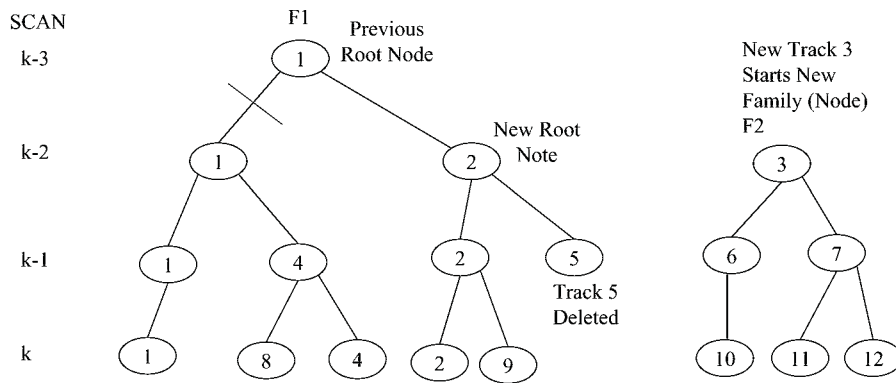 SCAN
F1
Previous
Root Node
k-3
1
New Track 3
Starts New
Family (Node)
F2
New Root
Note
k-2
1
2
3
k-1
1
4
2
5
6
7
Track 5
Deleted
k
1
8
4
2
9
10
11
12